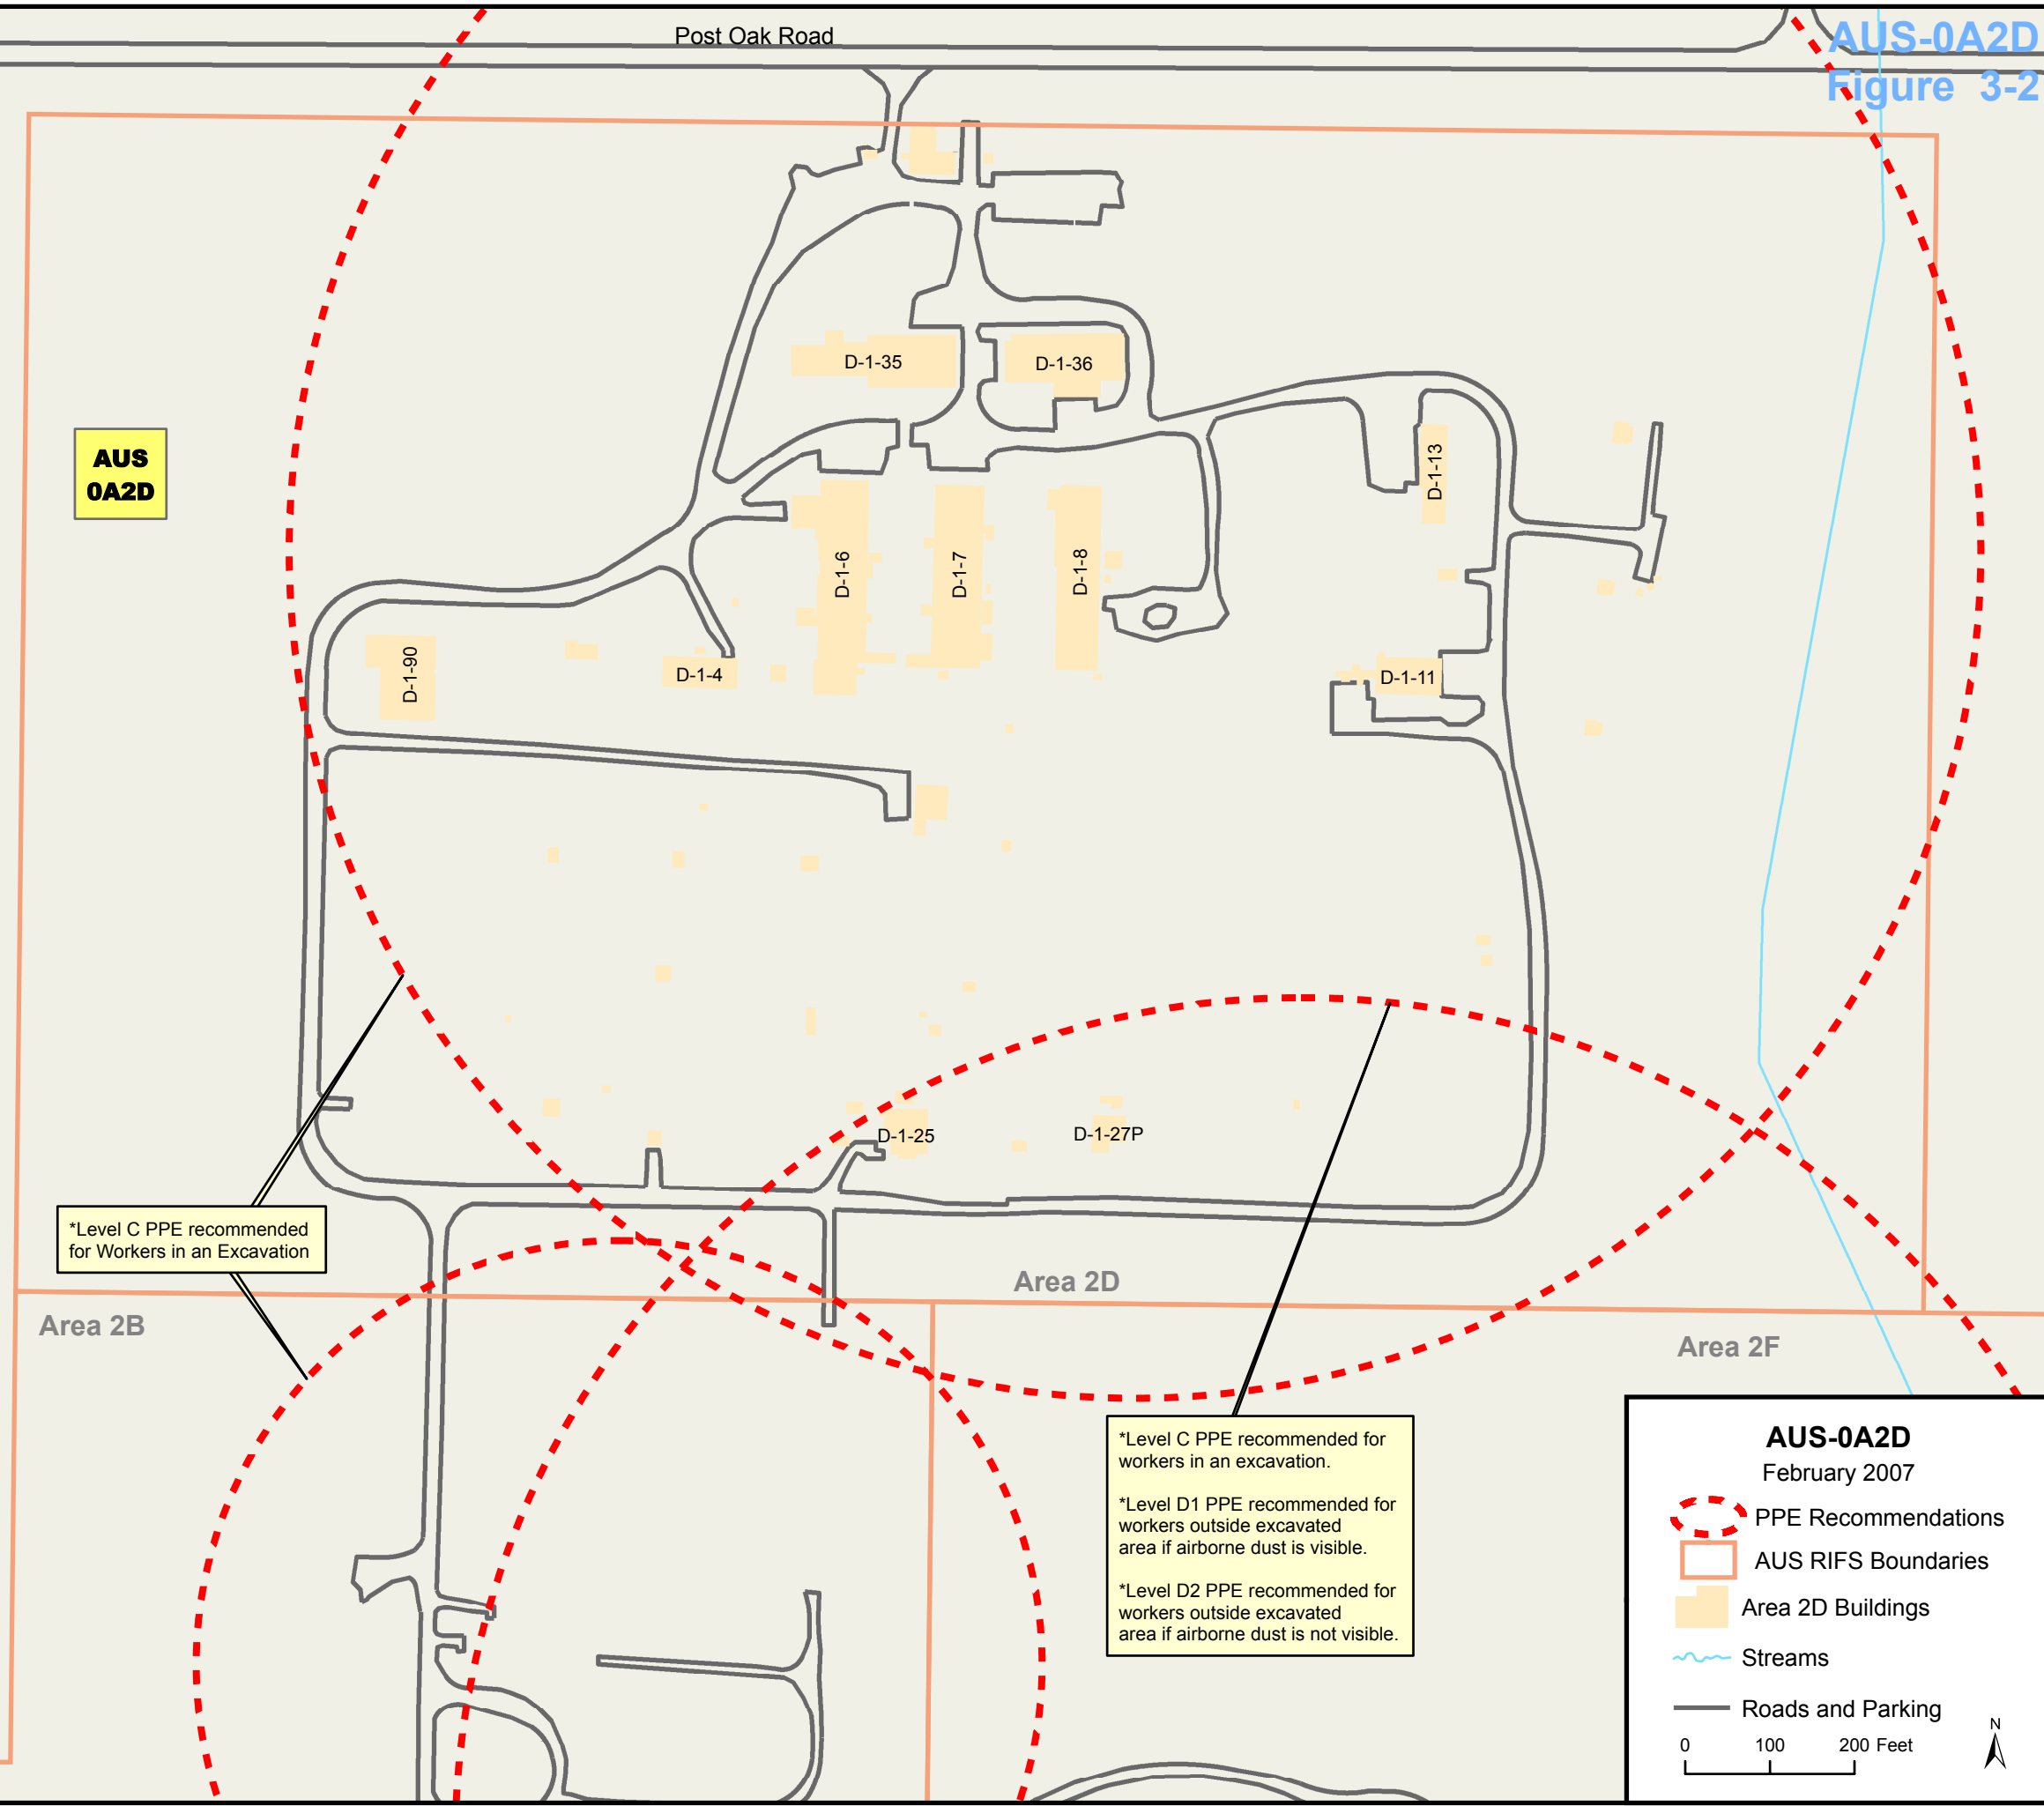 Post Oak Road
AUS-0A2D
Figure 3-2
AUS
0A2D
D-1-35
D-1-36
D-1-13
D-1-6
D-1-7
D-1-8
D-1-90
D-1-4
D-1-11
D-1-25
D-1-27P
*Level C PPE recommended
for Workers in an Excavation
Area 2D
Area 2B
Area 2F
*Level C PPE recommended for
workers in an excavation.
*Level D1 PPE recommended for
workers outside excavated
area if airborne dust is visible.
*Level D2 PPE recommended for
workers outside excavated
area if airborne dust is not visible.
AUS-0A2D
February 2007
PPE Recommendations
AUS RIFS Boundaries
Area 2D Buildings
Streams
Roads and Parking
0 100 200 Feet
N